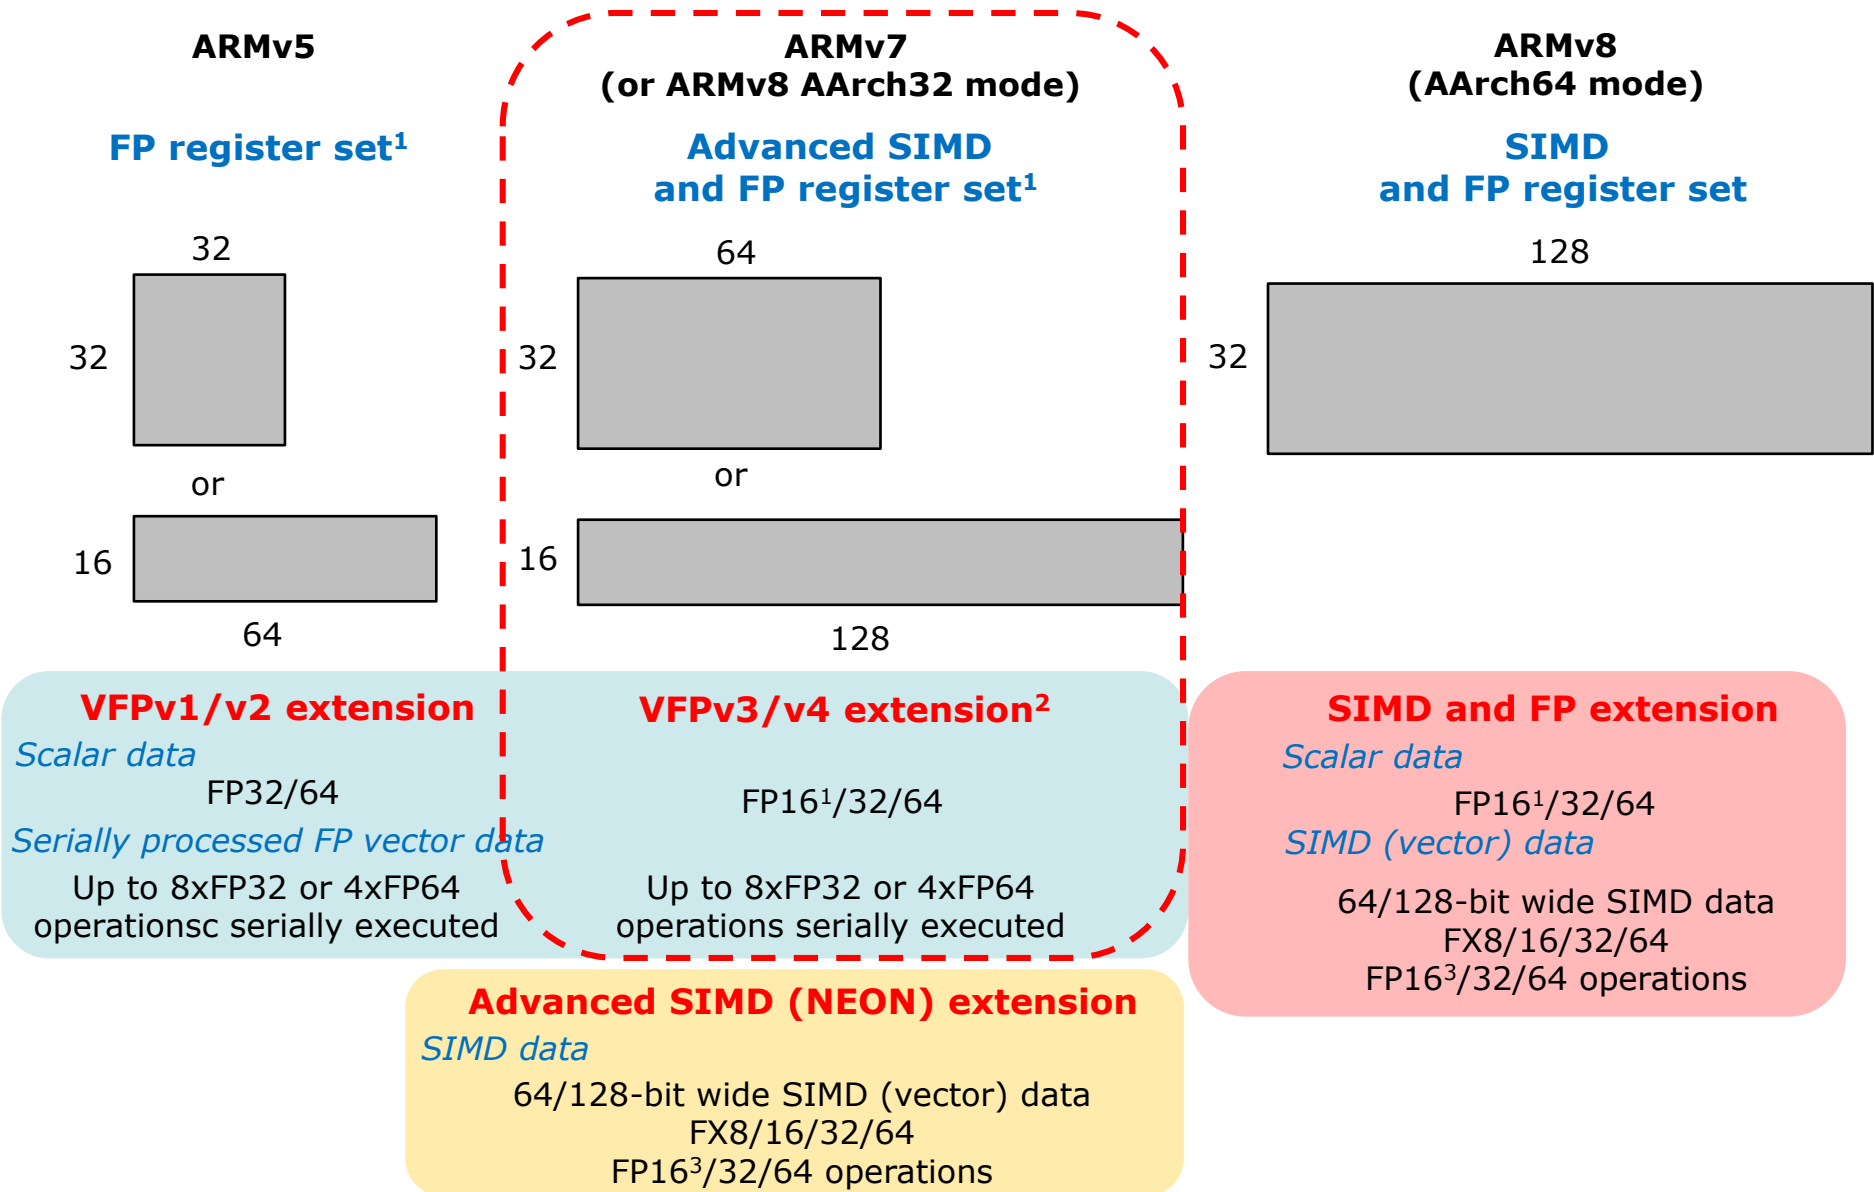 ARMv5
FP register set¹
32
32
or
16
64
VFPv1/v2 extension
Scalar data
FP32/64
Serially processed FP vector data
Up to 8xFP32 or 4xFP64
operationsc serially executed
ARMv7
(or ARMv8 AArch32 mode)
Advanced SIMD
and FP register set¹
64
32
or
16
128
VFPv3/v4 extension²
FP16¹/32/64
Up to 8xFP32 or 4xFP64
operations serially executed
Advanced SIMD (NEON) extension
SIMD data
64/128-bit wide SIMD (vector) data
FX8/16/32/64
FP16³/32/64 operations
ARMv8
(AArch64 mode)
SIMD
and FP register set
128
32
SIMD and FP extension
Scalar data
FP16¹/32/64
SIMD (vector) data
64/128-bit wide SIMD data
FX8/16/32/64
FP16³/32/64 operations